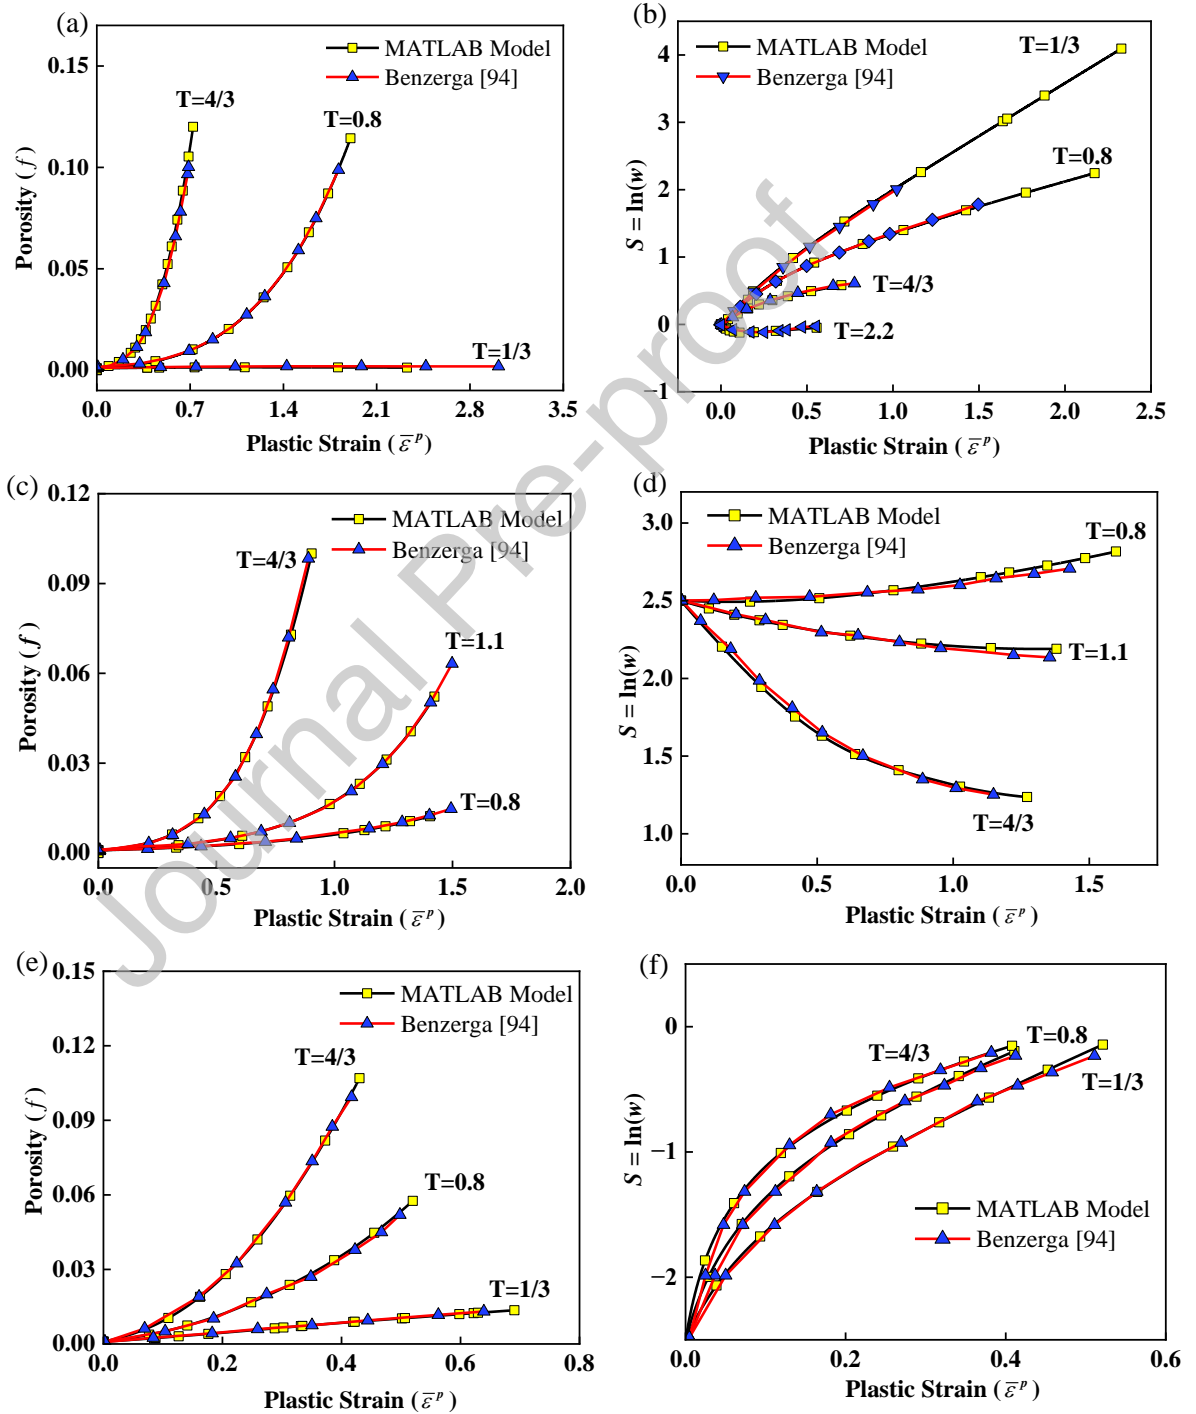 (a)
0.15
0.10
0.05
0.00
Porosity (f)
MATLAB Model
Benzerga [94]
T=4/3
T=0.8
T=1/3
0.0 0.7 1.4 2.1 2.8 3.5
Plastic Strain (ε̅ᵖ)
(b)
4
3
2
1
0
−1
S = ln(w)
MATLAB Model
Benzerga [94]
T=1/3
T=0.8
T=4/3
T=2.2
0.0 0.5 1.0 1.5 2.0 2.5
Plastic Strain (ε̅ᵖ)
(c)
0.12
0.09
0.06
0.03
0.00
Porosity (f)
MATLAB Model
Benzerga [94]
T=4/3
T=1.1
T=0.8
0.0 0.5 1.0 1.5 2.0
Plastic Strain (ε̅ᵖ)
(d)
3.0
2.5
2.0
1.5
1.0
S = ln(w)
MATLAB Model
Benzerga [94]
T=0.8
T=1.1
T=4/3
0.0 0.5 1.0 1.5
Plastic Strain (ε̅ᵖ)
(e)
0.15
0.12
0.09
0.06
0.03
0.00
Porosity (f)
MATLAB Model
Benzerga [94]
T=4/3
T=0.8
T=1/3
0.0 0.2 0.4 0.6 0.8
Plastic Strain (ε̅ᵖ)
(f)
0
−1
−2
S = ln(w)
T=4/3
T=0.8
T=1/3
MATLAB Model
Benzerga [94]
0.0 0.2 0.4 0.6
Plastic Strain (ε̅ᵖ)
Journal Pre-proof